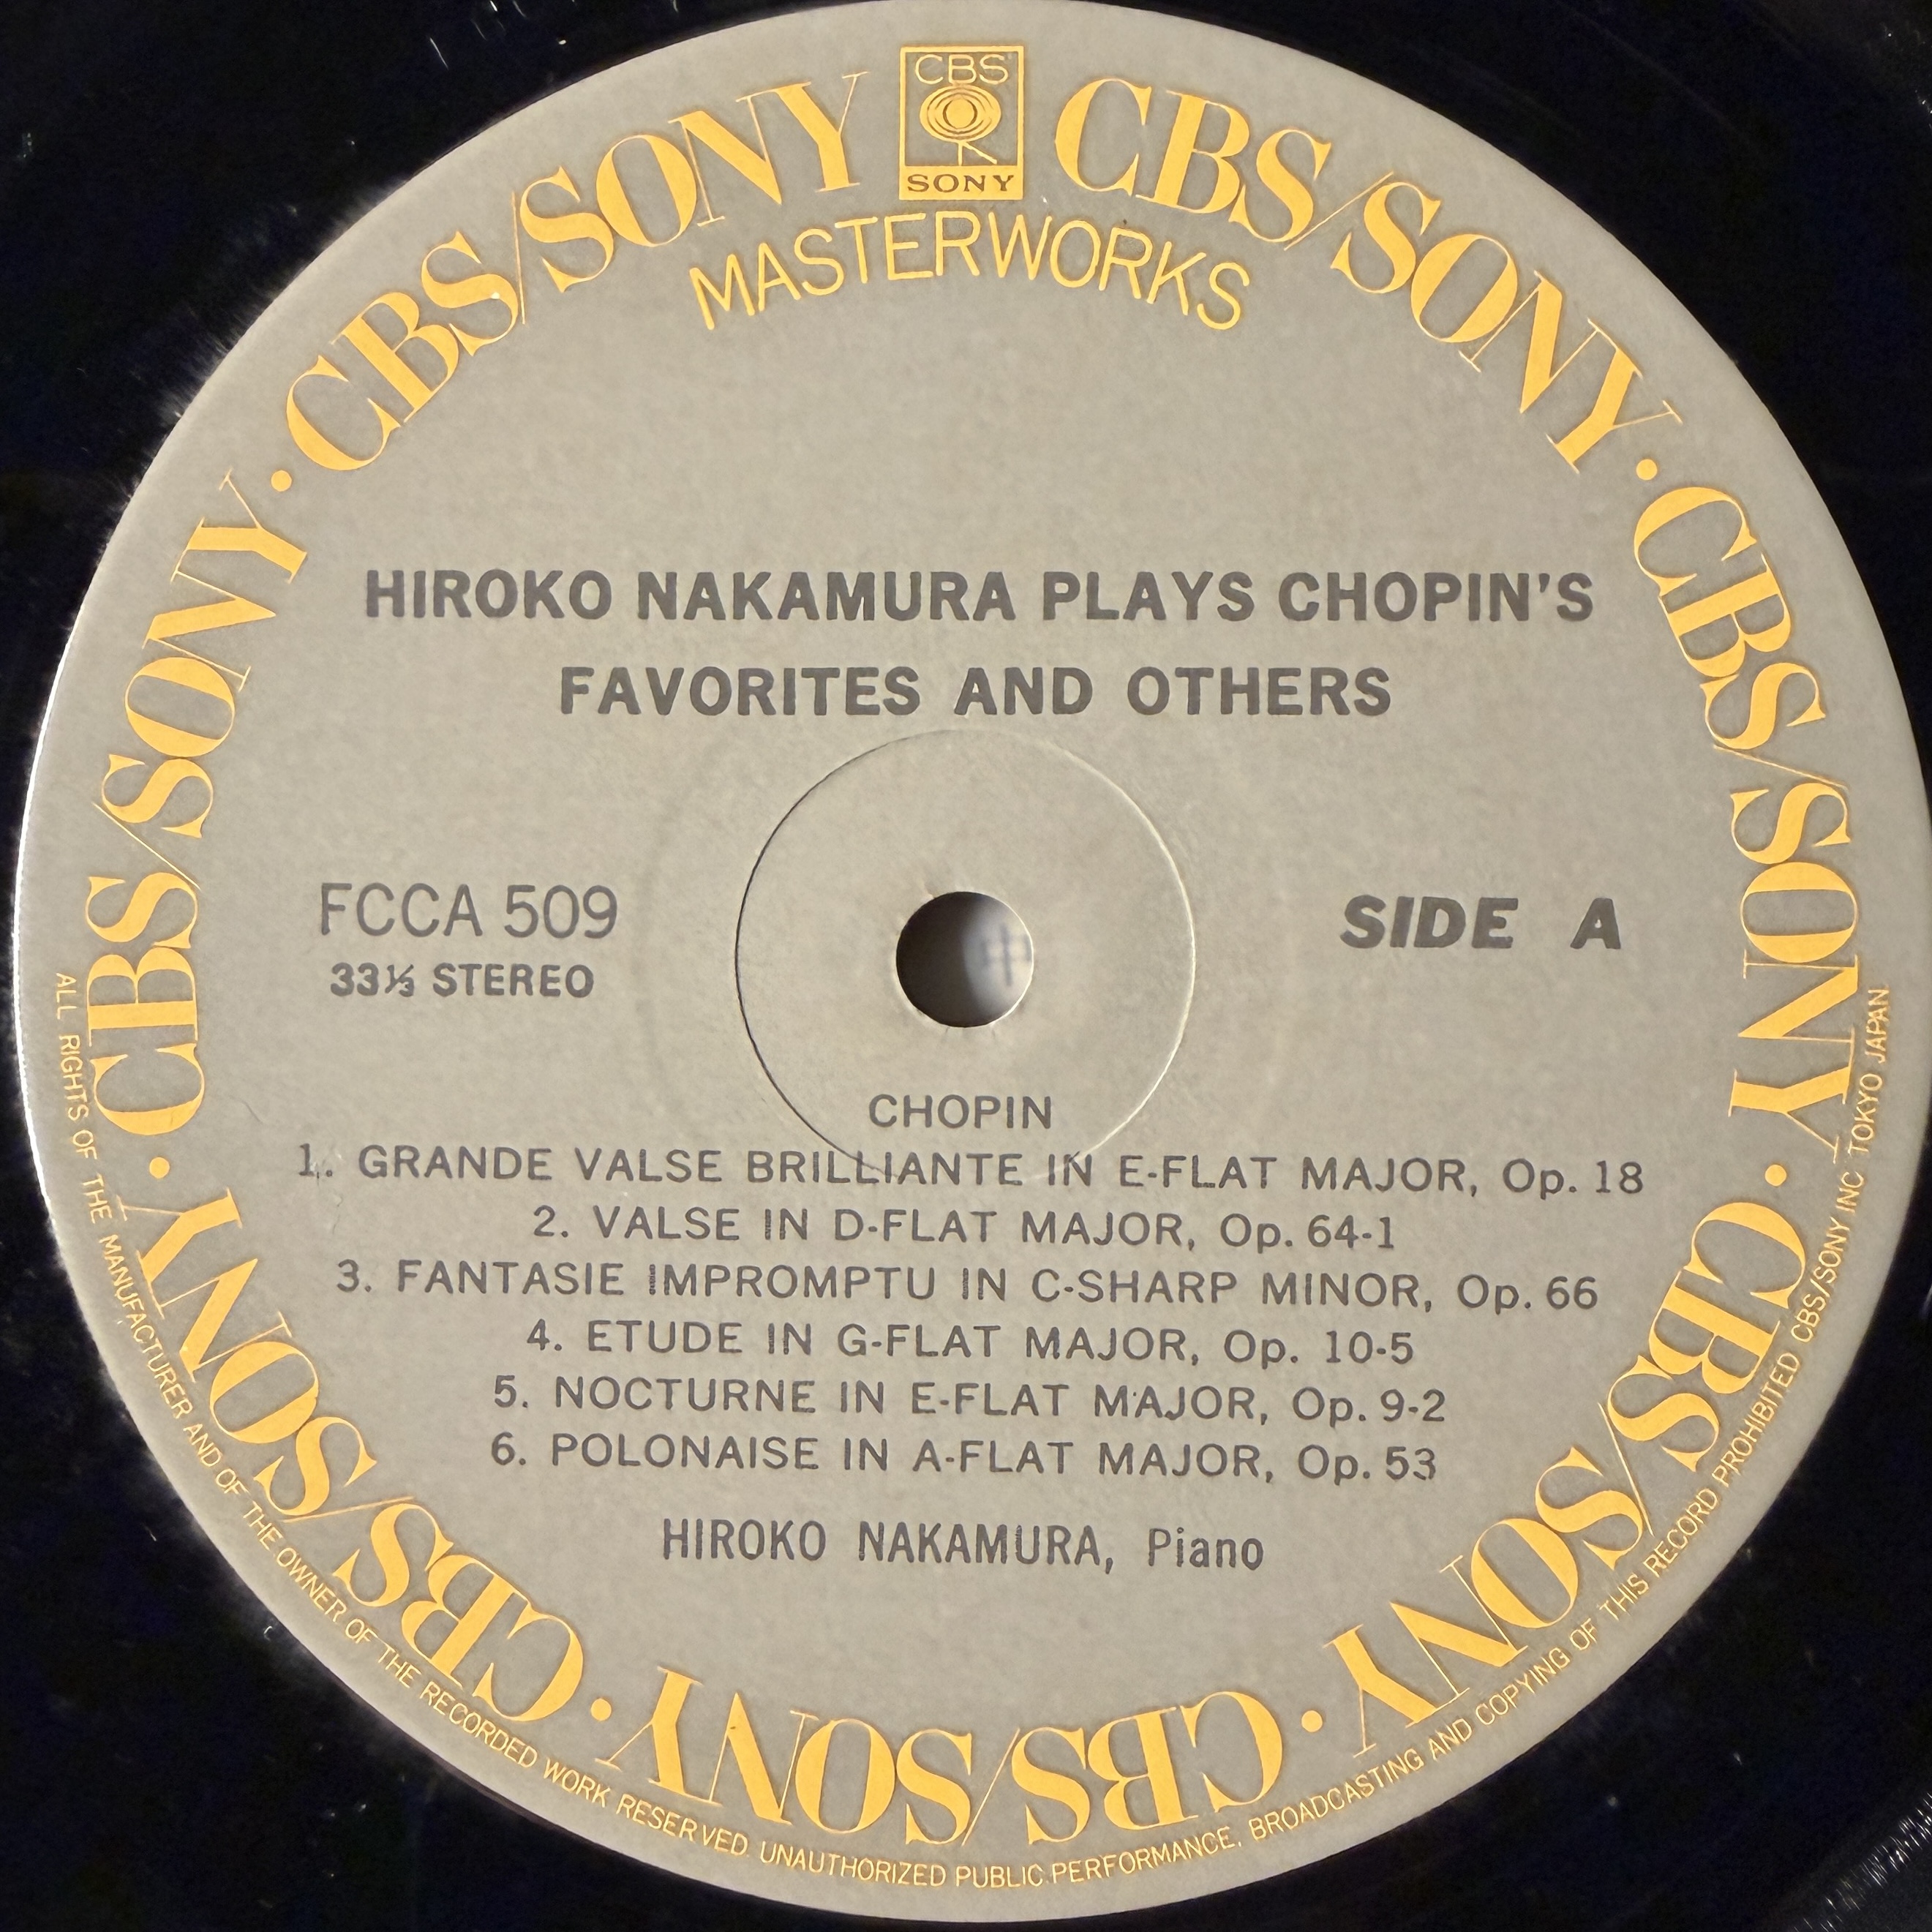 CBS
SONY
CBS/SONY · CBS/SONY · CBS/SONY · CBS/SONY · CBS/SONY · CBS/SONY · CBS/SONY · CBS/SONY
MASTERWORKS
HIROKO NAKAMURA PLAYS CHOPIN'S
FAVORITES AND OTHERS
FCCA 509
33⅓ STEREO
SIDE A
CHOPIN
1. GRANDE VALSE BRILLIANTE IN E-FLAT MAJOR, Op. 18
2. VALSE IN D-FLAT MAJOR, Op. 64-1
3. FANTASIE IMPROMPTU IN C-SHARP MINOR, Op. 66
4. ETUDE IN G-FLAT MAJOR, Op. 10-5
5. NOCTURNE IN E-FLAT MAJOR, Op. 9-2
6. POLONAISE IN A-FLAT MAJOR, Op. 53
HIROKO NAKAMURA, Piano
ALL RIGHTS OF THE MANUFACTURER AND OF THE OWNER OF THE RECORDED WORK RESERVED. UNAUTHORIZED PUBLIC PERFORMANCE, BROADCASTING AND COPYING OF THIS RECORD PROHIBITED CBS/SONY INC TOKYO JAPAN